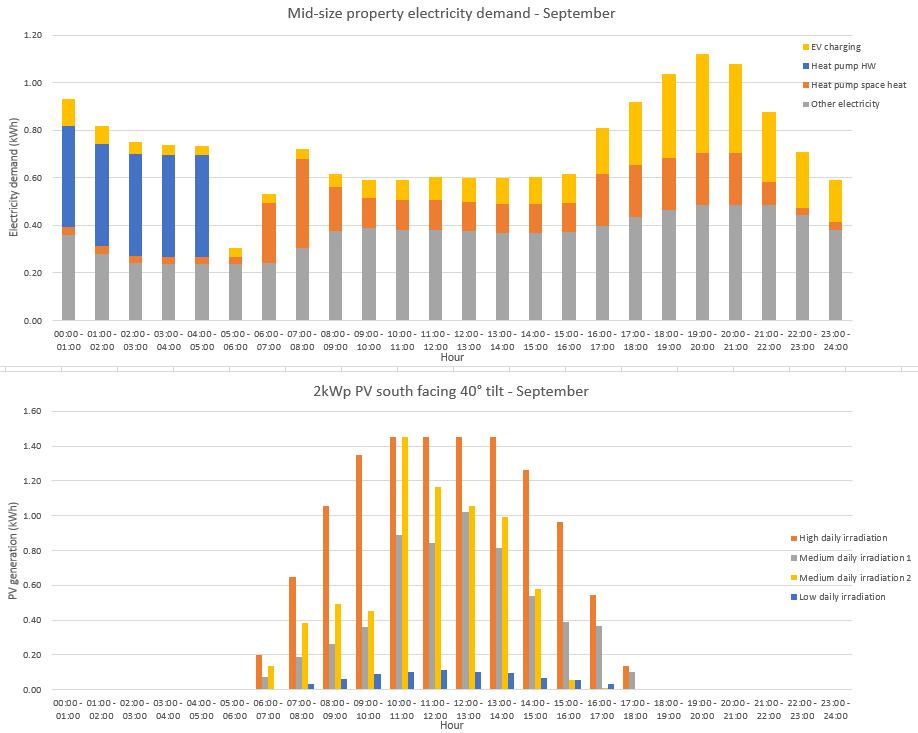 Mid-size property electricity demand - September
1.20
1.00
0.80
0.60
0.40
0.20
0.00
Electricity demand (kWh)
EV charging
Heat pump HW
Heat pump space heat
Other electricity
00:00 - 01:00 - 02:00 - 03:00 - 04:00 - 05:00 - 06:00 - 07:00 - 08:00 - 09:00 - 10:00 - 11:00 - 12:00 - 13:00 - 14:00 - 15:00 - 16:00 - 17:00 - 18:00 - 19:00 - 20:00 - 21:00 - 22:00 - 23:00 -
01:00 02:00 03:00 04:00 05:00 06:00 07:00 08:00 09:00 10:00 11:00 12:00 13:00 14:00 15:00 16:00 17:00 18:00 19:00 20:00 21:00 22:00 23:00 24:00
Hour
2kWp PV south facing 40° tilt - September
1.60
1.40
1.20
1.00
0.80
0.60
0.40
0.20
0.00
PV generation (kWh)
High daily irradiation
Medium daily irradiation 1
Medium daily irradiation 2
Low daily irradiation
00:00 - 01:00 - 02:00 - 03:00 - 04:00 - 05:00 - 06:00 - 07:00 - 08:00 - 09:00 - 10:00 - 11:00 - 12:00 - 13:00 - 14:00 - 15:00 - 16:00 - 17:00 - 18:00 - 19:00 - 20:00 - 21:00 - 22:00 - 23:00 -
01:00 02:00 03:00 04:00 05:00 06:00 07:00 08:00 09:00 10:00 11:00 12:00 13:00 14:00 15:00 16:00 17:00 18:00 19:00 20:00 21:00 22:00 23:00 24:00
Hour